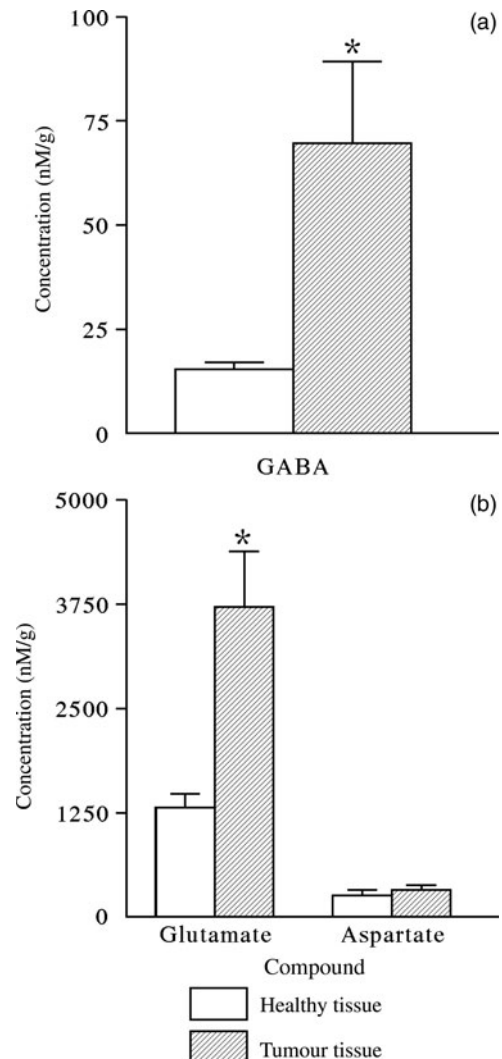 (a)
100
*
75
50
25
0
Concentration (nM/g)
GABA
(b)
5000
*
3750
2500
1250
0
Concentration (nM/g)
Glutamate Aspartate
Compound
Healthy tissue
Tumour tissue